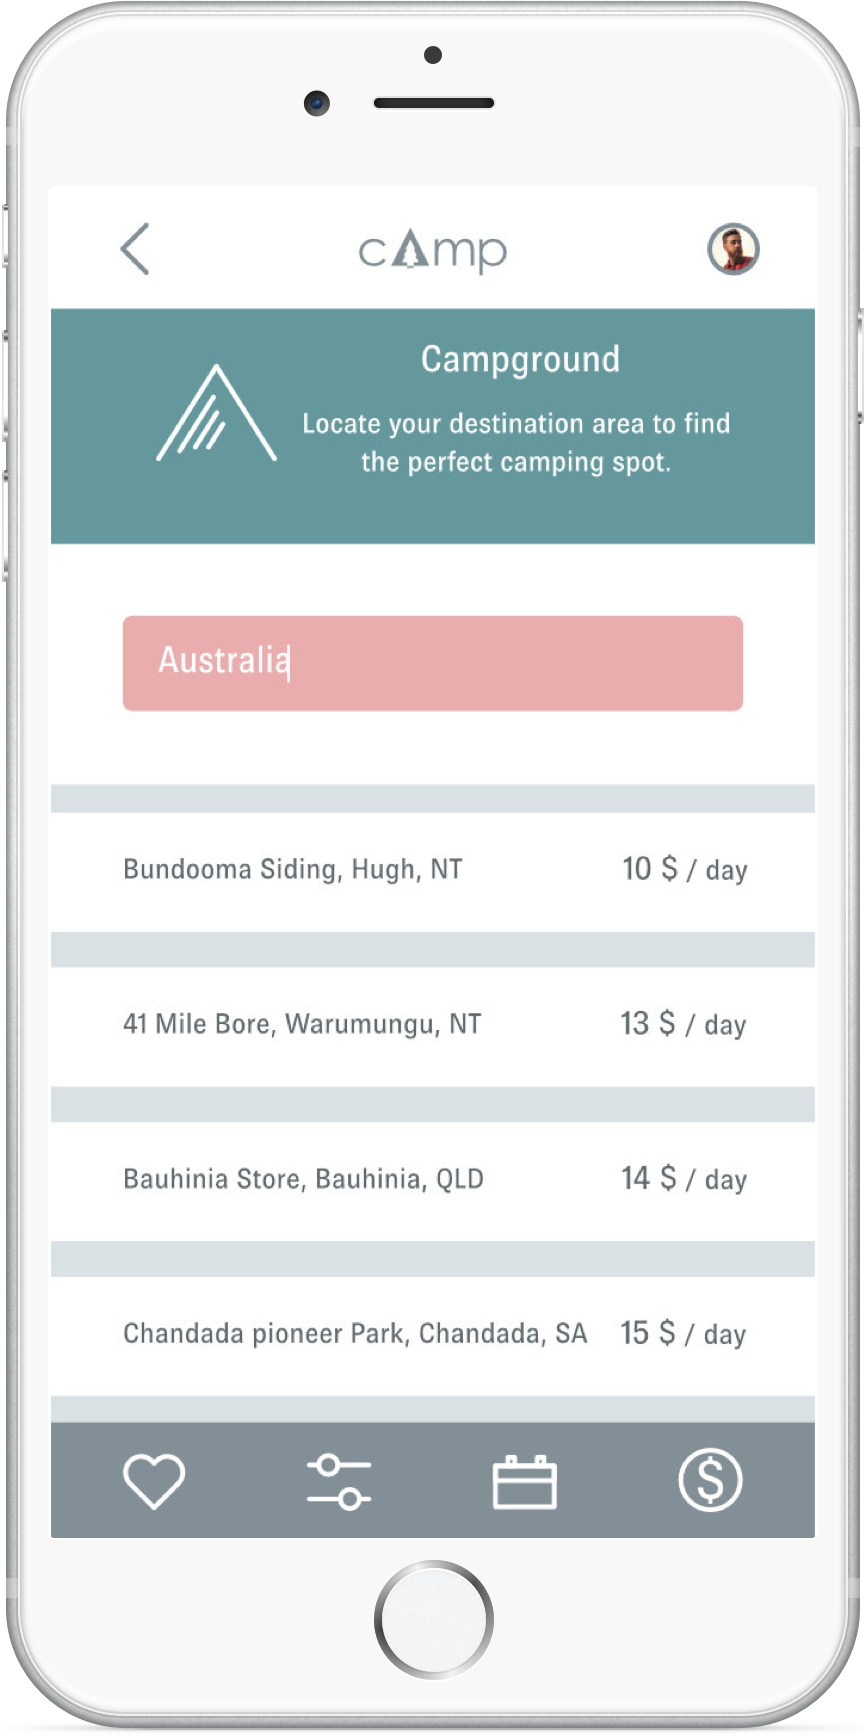 cAmp
Campground
Locate your destination area to find
the perfect camping spot.
Australia
Bundooma Siding, Hugh, NT 10 $ / day
41 Mile Bore, Warumungu, NT 13 $ / day
Bauhinia Store, Bauhinia, QLD 14 $ / day
Chandada pioneer Park, Chandada, SA 15 $ / day
$